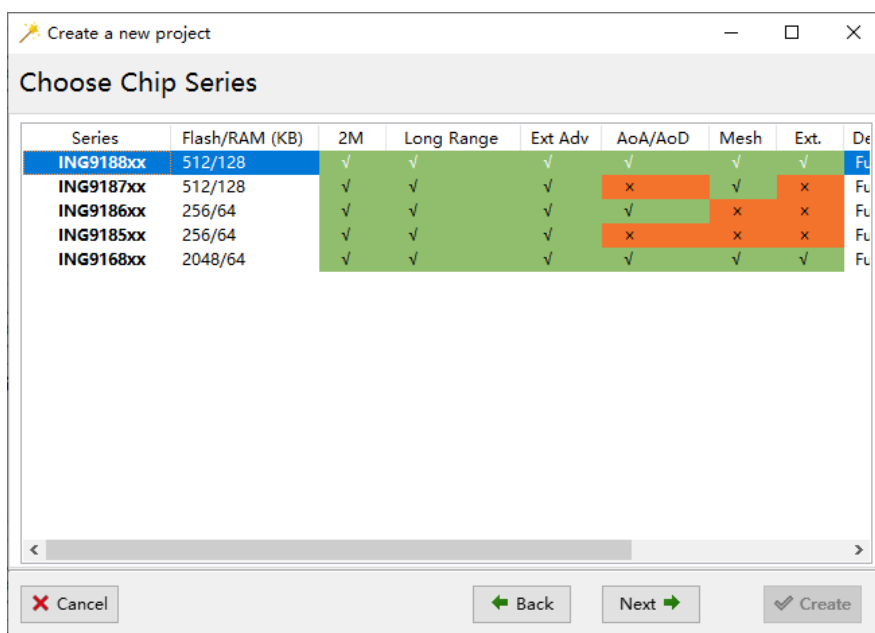 Create a new project
Choose Chip Series
Series Flash/RAM (KB) 2M Long Range Ext Adv AoA/AoD Mesh Ext. De
ING9188xx 512/128 √ √ √ √ √ √ Fu
ING9187xx 512/128 √ √ √ × √ × Fu
ING9186xx 256/64 √ √ √ √ × × Fu
ING9185xx 256/64 √ √ √ × × × Fu
ING9168xx 2048/64 √ √ √ √ √ √ Fu
Cancel Back Next Create